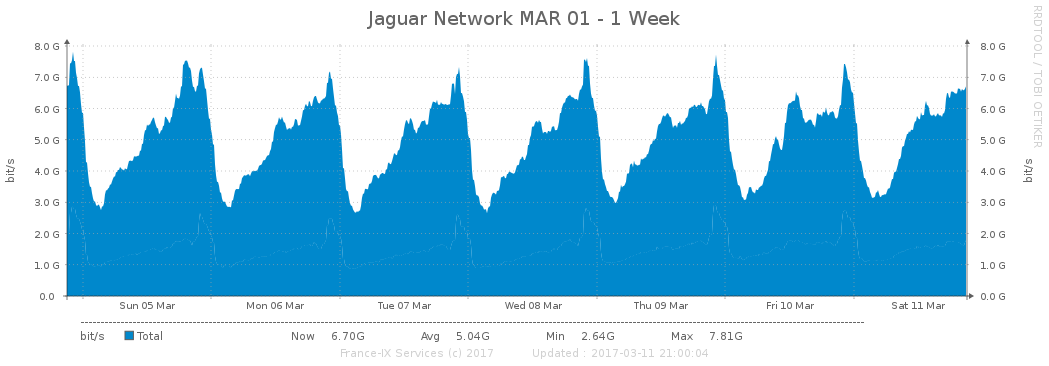 Jaguar Network MAR 01 - 1 Week
RRDTOOL / TOBI OETIKER
8.0 G 8.0 G
7.0 G 7.0 G
6.0 G 6.0 G
5.0 G 5.0 G
4.0 G 4.0 G
3.0 G 3.0 G
2.0 G 2.0 G
1.0 G 1.0 G
0.0 0.0 G
bit/s bit/s
Sun 05 Mar Mon 06 Mar Tue 07 Mar Wed 08 Mar Thu 09 Mar Fri 10 Mar Sat 11 Mar
bit/s Total Now 6.70G Avg 5.04G Min 2.64G Max 7.81G
France-IX Services (c) 2017 Updated : 2017-03-11 21:00:04